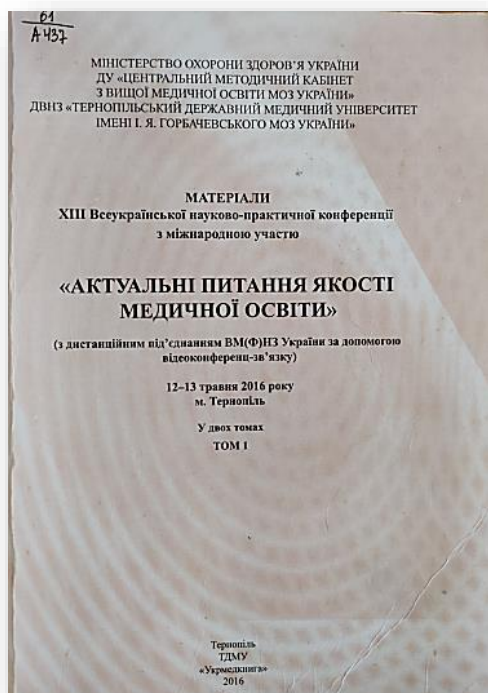 61
А 437
МІНІСТЕРСТВО ОХОРОНИ ЗДОРОВ’Я УКРАЇНИ
ДУ «ЦЕНТРАЛЬНИЙ МЕТОДИЧНИЙ КАБІНЕТ
З ВИЩОЇ МЕДИЧНОЇ ОСВІТИ МОЗ УКРАЇНИ»
ДВНЗ «ТЕРНОПІЛЬСЬКИЙ ДЕРЖАВНИЙ МЕДИЧНИЙ УНІВЕРСИТЕТ
ІМЕНІ І. Я. ГОРБАЧЕВСЬКОГО МОЗ УКРАЇНИ»
МАТЕРІАЛИ
XIII Всеукраїнської науково-практичної конференції
з міжнародною участю
«АКТУАЛЬНІ ПИТАННЯ ЯКОСТІ
МЕДИЧНОЇ ОСВІТИ»
(з дистанційним під’єднанням ВМ(Ф)НЗ України за допомогою
відеоконференц-зв’язку)
12–13 травня 2016 року
м. Тернопіль
У двох томах
ТОМ 1
Тернопіль
ТДМУ
«Укрмедкнига»
2016